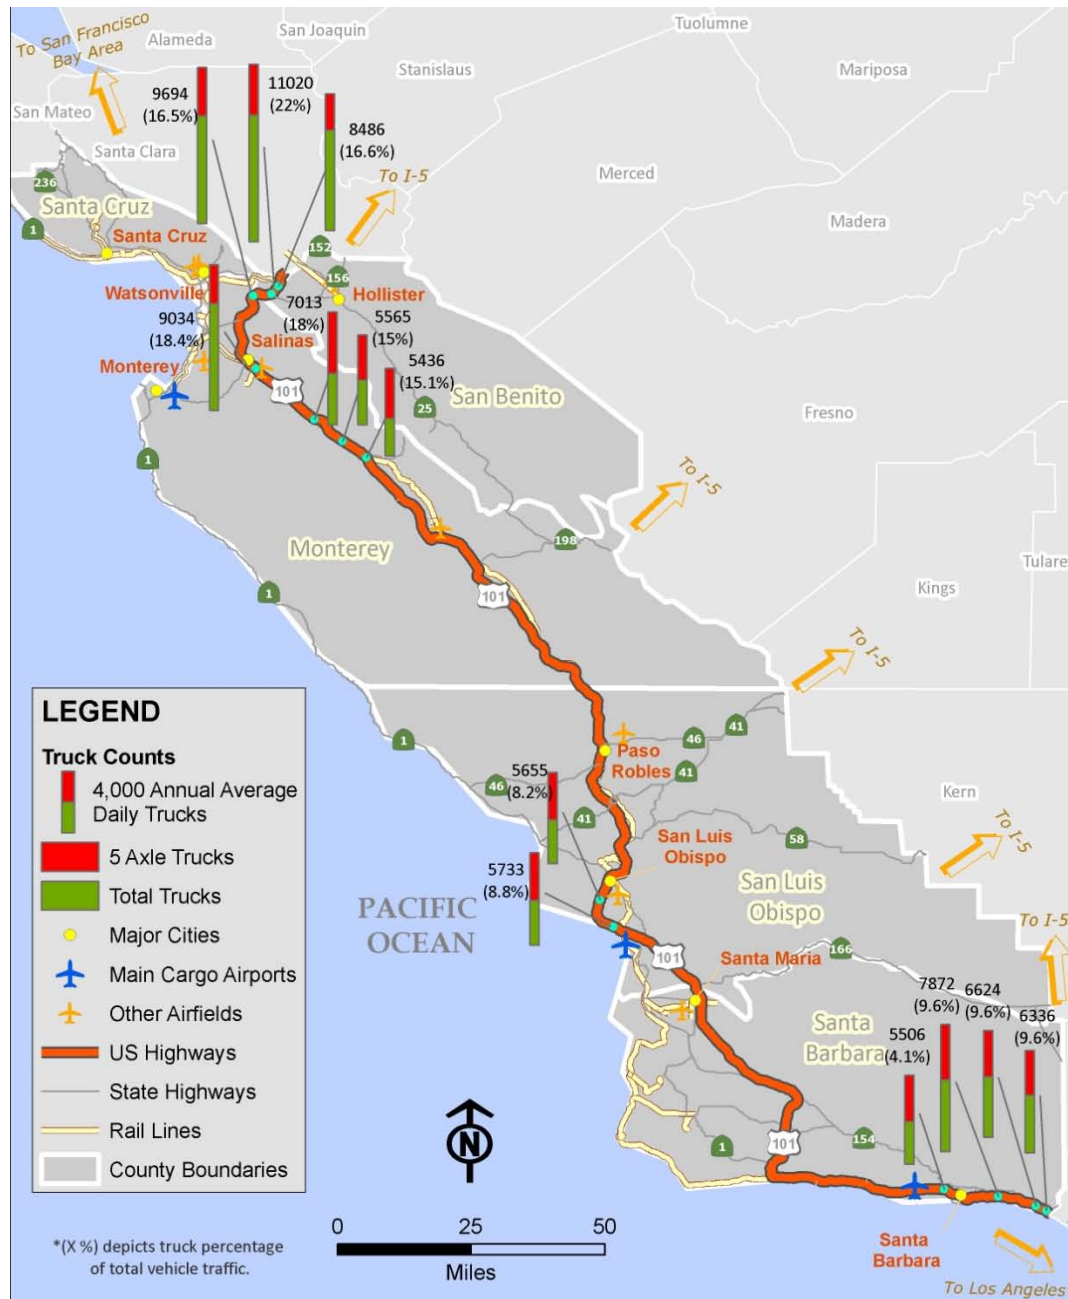 To San Francisco
Bay Area
Alameda
San Joaquin
Tuolumne
Stanislaus
Mariposa
San Mateo
Santa Clara
9694
(16.5%)
11020
(22%)
8486
(16.6%)
To I-5
Merced
Madera
236
Santa Cruz
1
Santa Cruz
152
156
Watsonville
Hollister
9034
(18.4%)
7013
(18%)
5565
(15%)
5436
(15.1%)
Salinas
Monterey
101
25
San Benito
Fresno
1
To I-5
198
Monterey
Tulare
Kings
1
101
To I-5
LEGEND
Truck Counts
4,000 Annual Average
Daily Trucks
5 Axle Trucks
Total Trucks
Major Cities
Main Cargo Airports
Other Airfields
US Highways
State Highways
Rail Lines
County Boundaries
*(X %) depicts truck percentage
of total vehicle traffic.
1
46
41
Paso
Robles
46
41
41
5655
(8.2%)
Kern
58
San Luis
Obispo
To I-5
5733
(8.8%)
San Luis
Obispo
PACIFIC
OCEAN
To I-5
101
166
Santa Maria
7872
(9.6%)
6624
(9.6%)
6336
(9.6%)
5506
(4.1%)
Santa
Barbara
N
1
101
154
Santa
Barbara
0
25
50
Miles
To Los Angeles